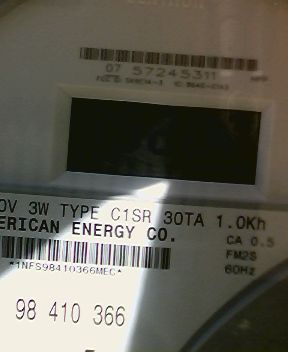 07 57245311
0V 3W TYPE C1SR 30TA 1.0Kh
ERICAN ENERGY CO.
CA 0.5
FM2S
60Hz
*1NFS98410366MEC*
98 410 366